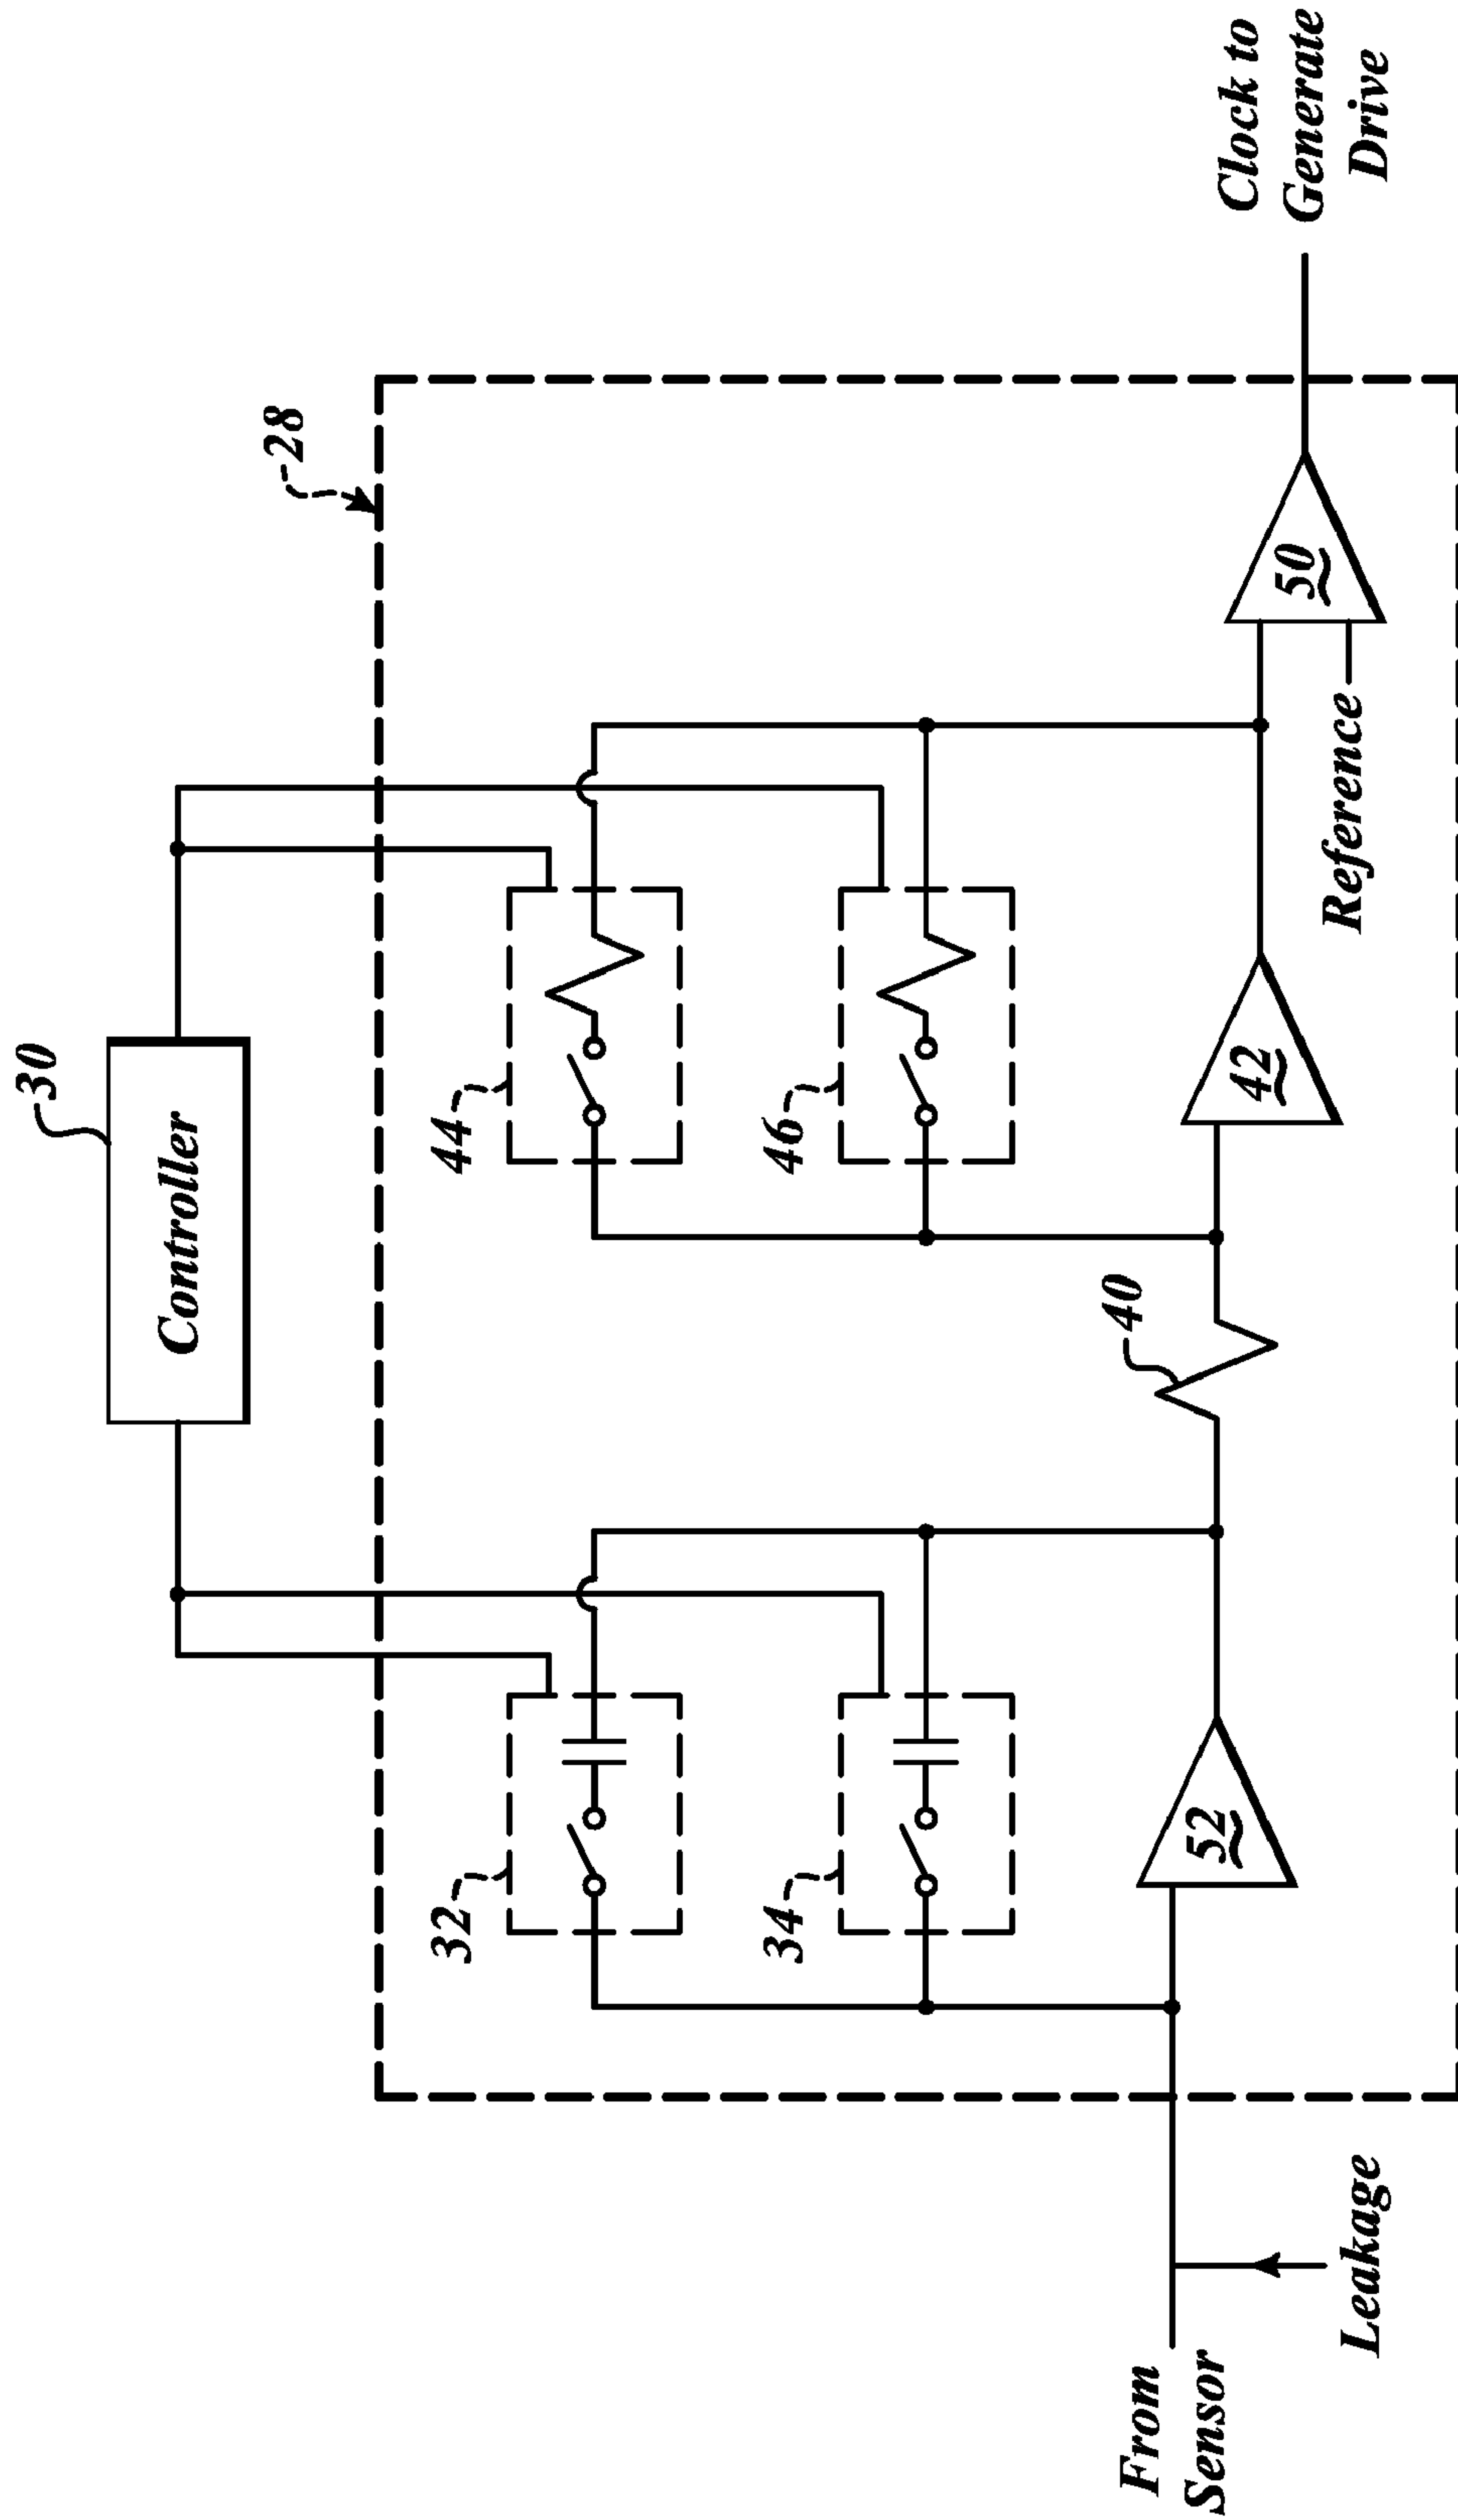 30
Controller
28
44
32
46
34
40
42
52
50
Clock to
Generate
Drive
Reference
From
Sensor
Leakage